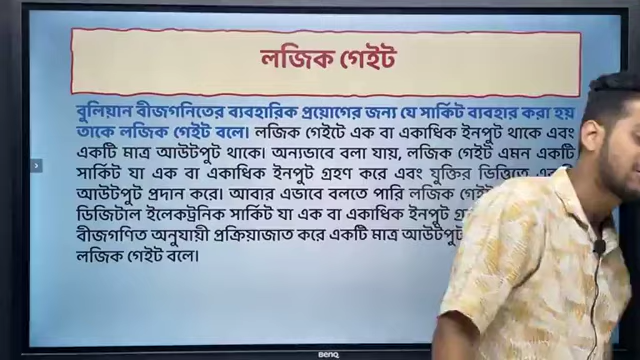 লজিক গেইট
বুলিয়ান বীজগনিতের ব্যবহারিক প্রয়োগের জন্য যে সার্কিট ব্যবহার করা হয়
তাকে লজিক গেইট বলে। লজিক গেইটে এক বা একাধিক ইনপুট থাকে এবং
একটি মাত্র আউটপুট থাকে। অন্যভাবে বলা যায়, লজিক গেইট এমন একটি
সার্কিট যা এক বা একাধিক ইনপুট গ্রহণ করে এবং যুক্তির ভিত্তিতে
আউটপুট প্রদান করে। আবার এভাবে বলতে পারি লজিক
ডিজিটাল ইলেকট্রনিক সার্কিট যা এক বা একাধিক ইনপুট
বীজগণিত অনুযায়ী প্রক্রিয়াজাত করে একটি মাত্র আউটপুট
লজিক গেইট বলে।
BenQ